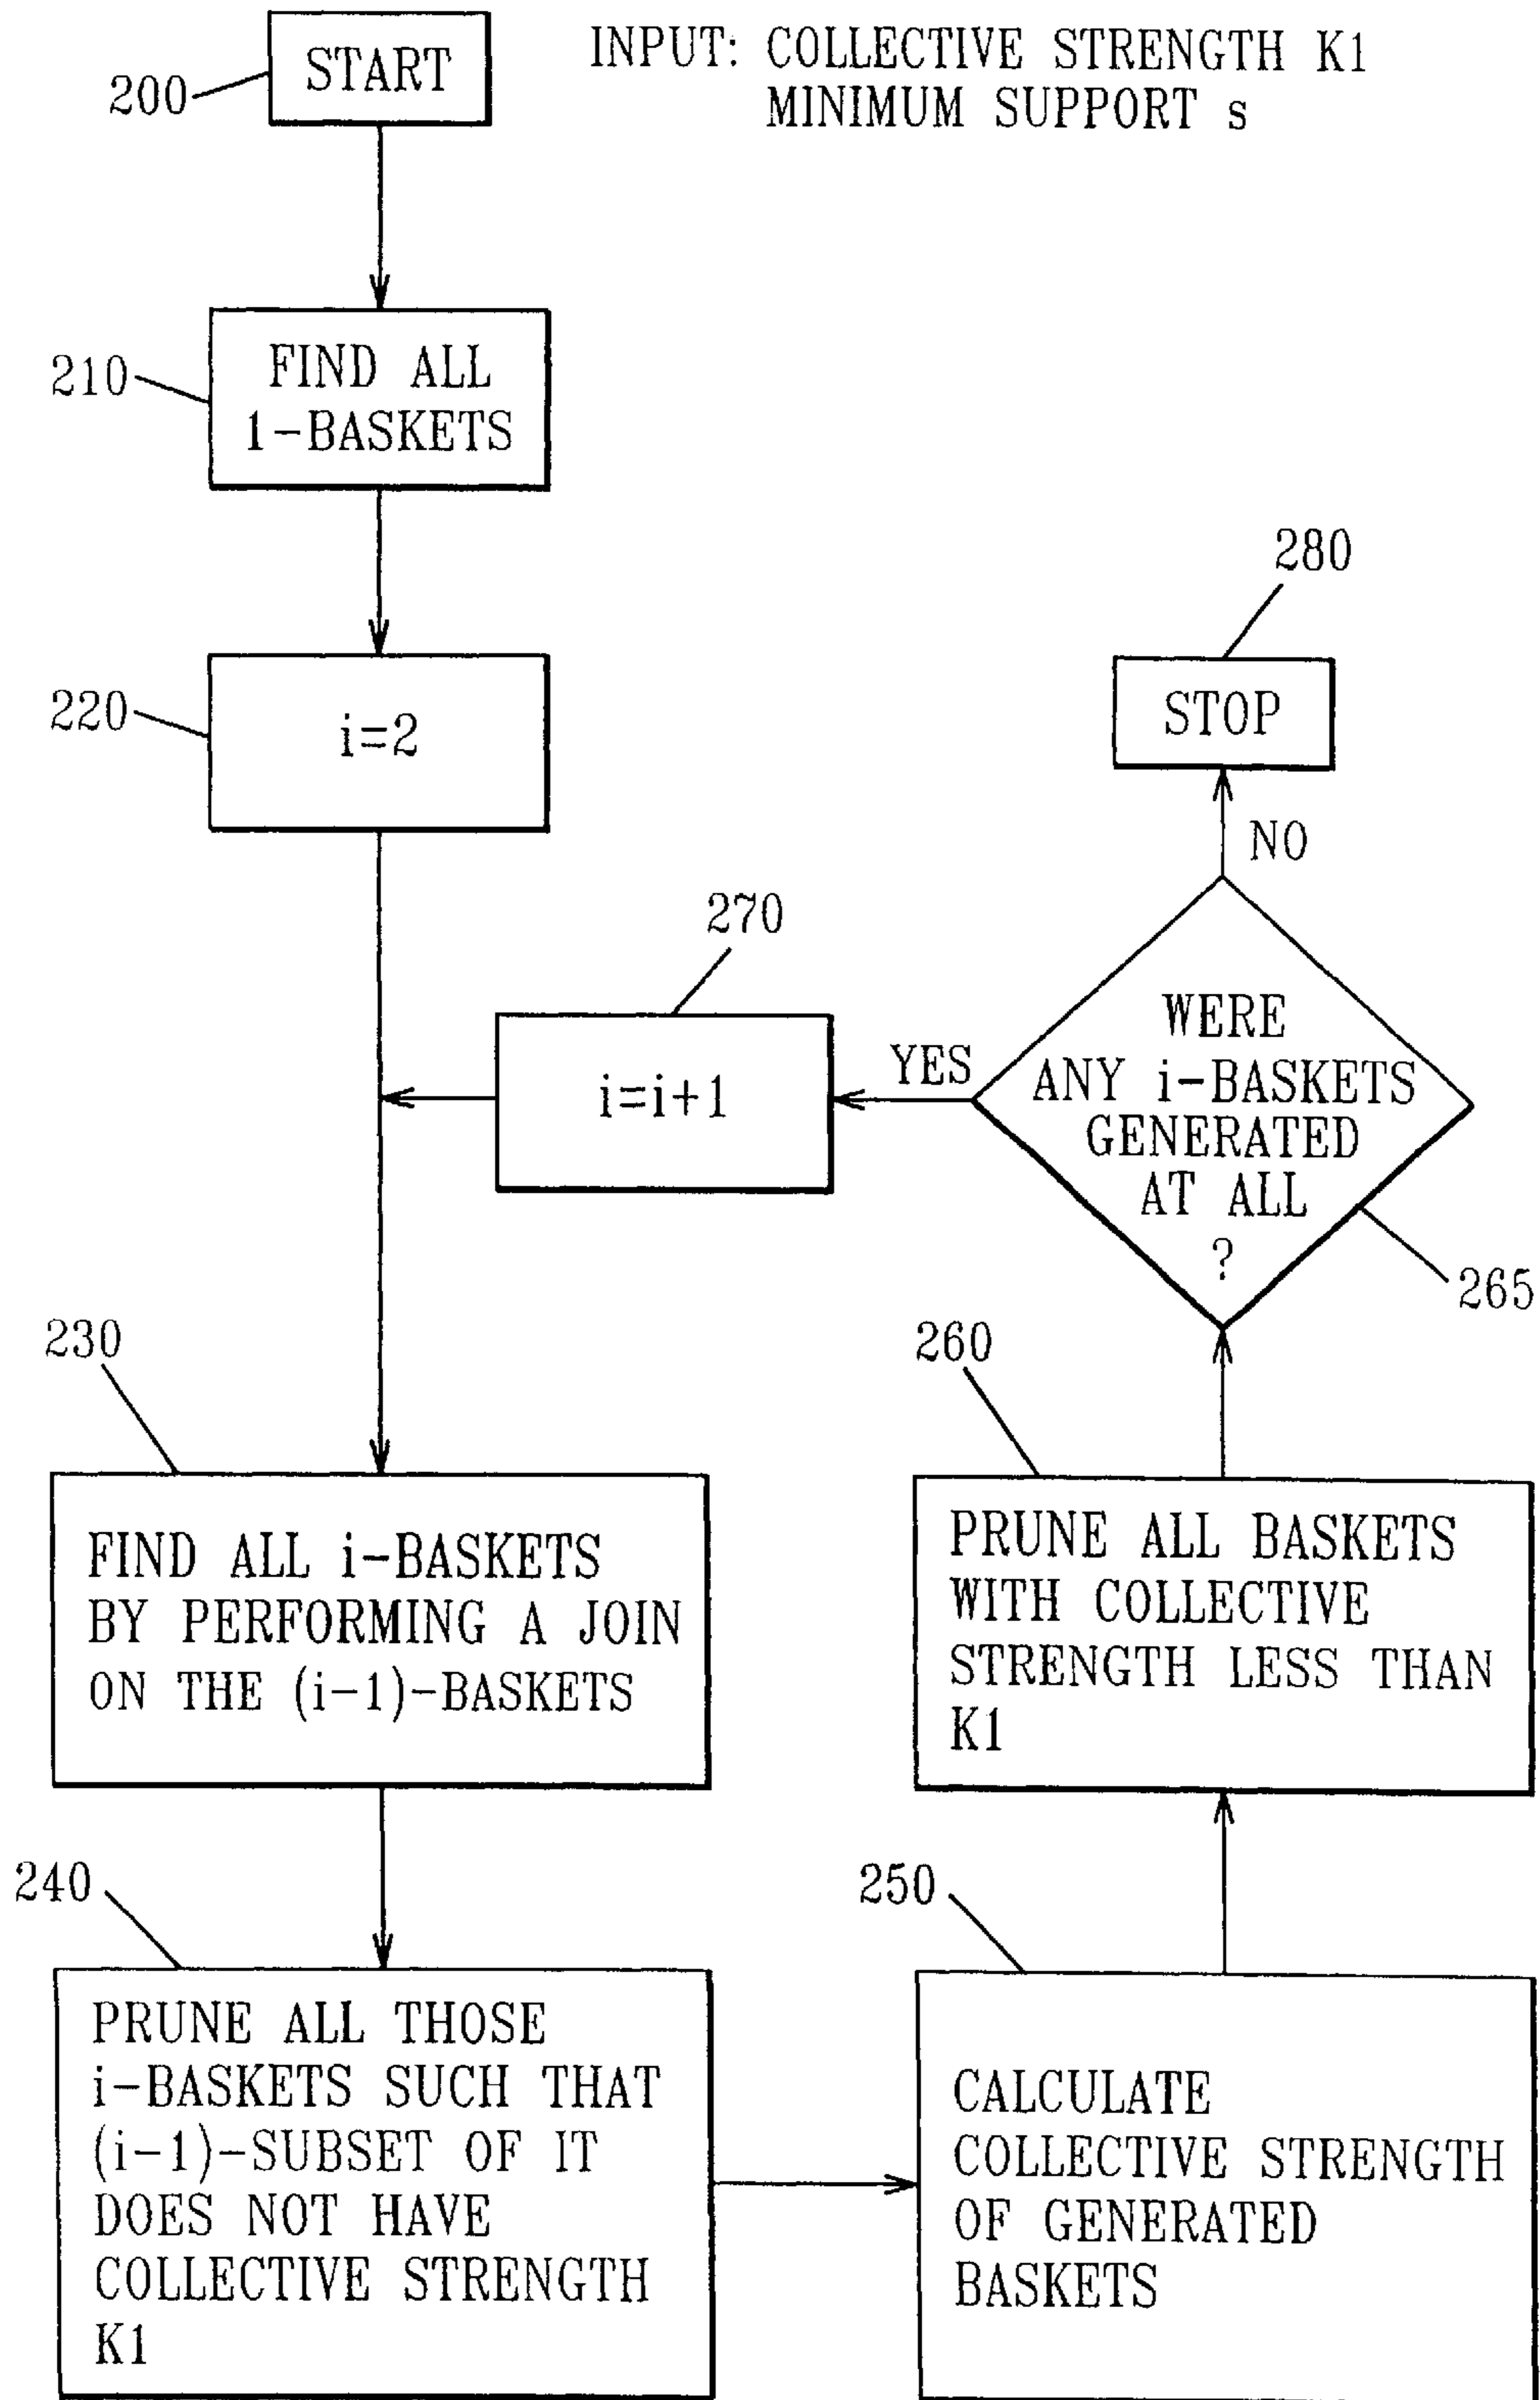 START
INPUT: COLLECTIVE STRENGTH K1
MINIMUM SUPPORT s
200
FIND ALL
1-BASKETS
210
i=2
220
280
STOP
NO
270
i=i+1
YES
WERE
ANY i-BASKETS
GENERATED
AT ALL
?
265
230
FIND ALL i-BASKETS
BY PERFORMING A JOIN
ON THE (i-1)-BASKETS
260
PRUNE ALL BASKETS
WITH COLLECTIVE
STRENGTH LESS THAN
K1
240
PRUNE ALL THOSE
i-BASKETS SUCH THAT
(i-1)-SUBSET OF IT
DOES NOT HAVE
COLLECTIVE STRENGTH
K1
250
CALCULATE
COLLECTIVE STRENGTH
OF GENERATED
BASKETS